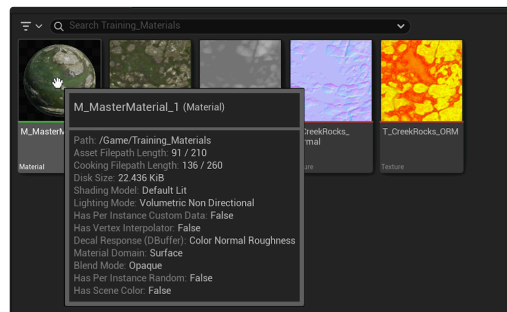 Search Training_Materials
M_MasterM
Material
CreekRocks_
rmal
ure
T_CreekRocks_ORM
Texture
M_MasterMaterial_1 (Material)
Path: /Game/Training_Materials
Asset Filepath Length: 91 / 210
Cooking Filepath Length: 136 / 260
Disk Size: 22.436 KiB
Shading Model: Default Lit
Lighting Mode: Volumetric Non Directional
Has Per Instance Custom Data: False
Has Vertex Interpolator: False
Decal Response (DBuffer): Color Normal Roughness
Material Domain: Surface
Blend Mode: Opaque
Has Per Instance Random: False
Has Scene Color: False